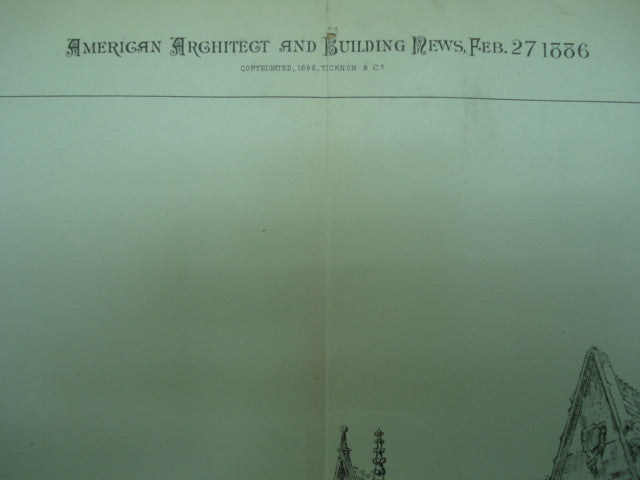 American Architect and Building News, Feb. 27 1886
COPYRIGHTED, 1886, TICKNOR & Co